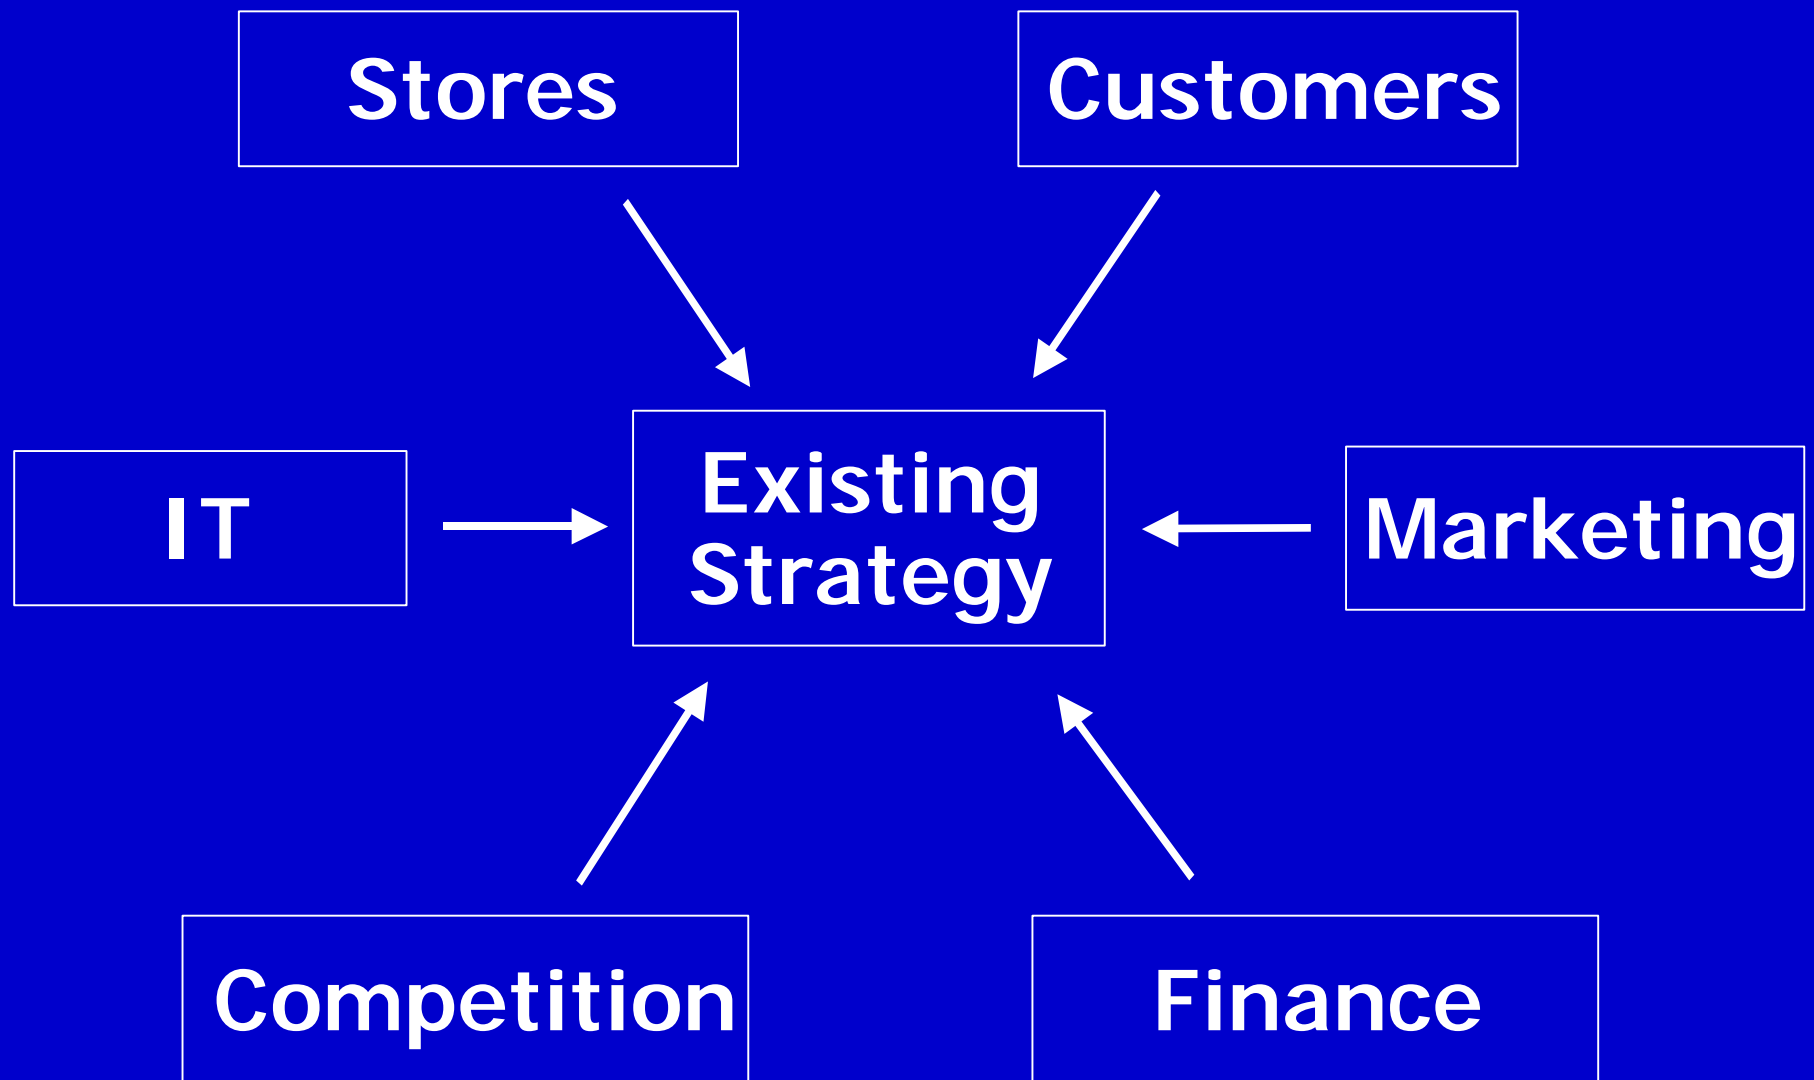 Stores
Customers
Existing
Strategy
IT
Marketing
Competition
Finance